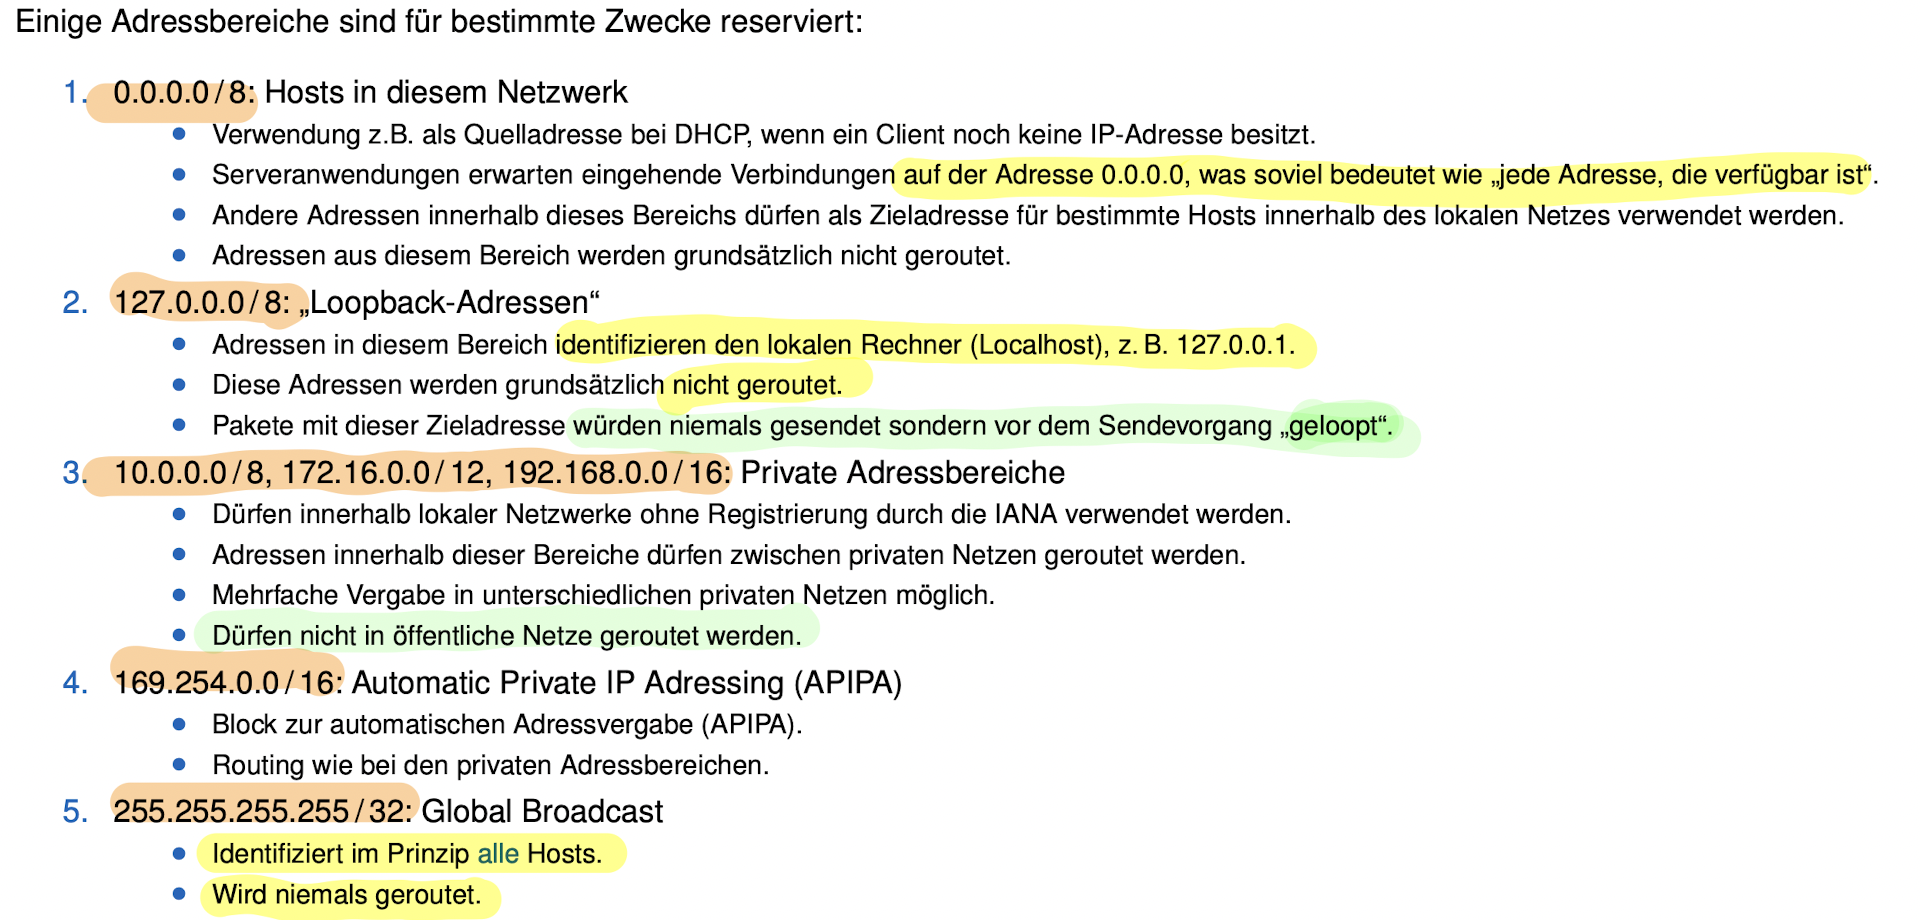 Einige Adressbereiche sind für bestimmte Zwecke reserviert:
1. 0.0.0.0/8: Hosts in diesem Netzwerk
• Verwendung z.B. als Quelladresse bei DHCP, wenn ein Client noch keine IP-Adresse besitzt.
• Serveranwendungen erwarten eingehende Verbindungen auf der Adresse 0.0.0.0, was soviel bedeutet wie „jede Adresse, die verfügbar ist“.
• Andere Adressen innerhalb dieses Bereichs dürfen als Zieladresse für bestimmte Hosts innerhalb des lokalen Netzes verwendet werden.
• Adressen aus diesem Bereich werden grundsätzlich nicht geroutet.
2. 127.0.0.0/8: „Loopback-Adressen“
• Adressen in diesem Bereich identifizieren den lokalen Rechner (Localhost), z. B. 127.0.0.1.
• Diese Adressen werden grundsätzlich nicht geroutet.
• Pakete mit dieser Zieladresse würden niemals gesendet sondern vor dem Sendevorgang „geloopt“.
3. 10.0.0.0/8, 172.16.0.0/12, 192.168.0.0/16: Private Adressbereiche
• Dürfen innerhalb lokaler Netzwerke ohne Registrierung durch die IANA verwendet werden.
• Adressen innerhalb dieser Bereiche dürfen zwischen privaten Netzen geroutet werden.
• Mehrfache Vergabe in unterschiedlichen privaten Netzen möglich.
• Dürfen nicht in öffentliche Netze geroutet werden.
4. 169.254.0.0/16: Automatic Private IP Adressing (APIPA)
• Block zur automatischen Adressvergabe (APIPA).
• Routing wie bei den privaten Adressbereichen.
5. 255.255.255.255/32: Global Broadcast
• Identifiziert im Prinzip alle Hosts.
• Wird niemals geroutet.